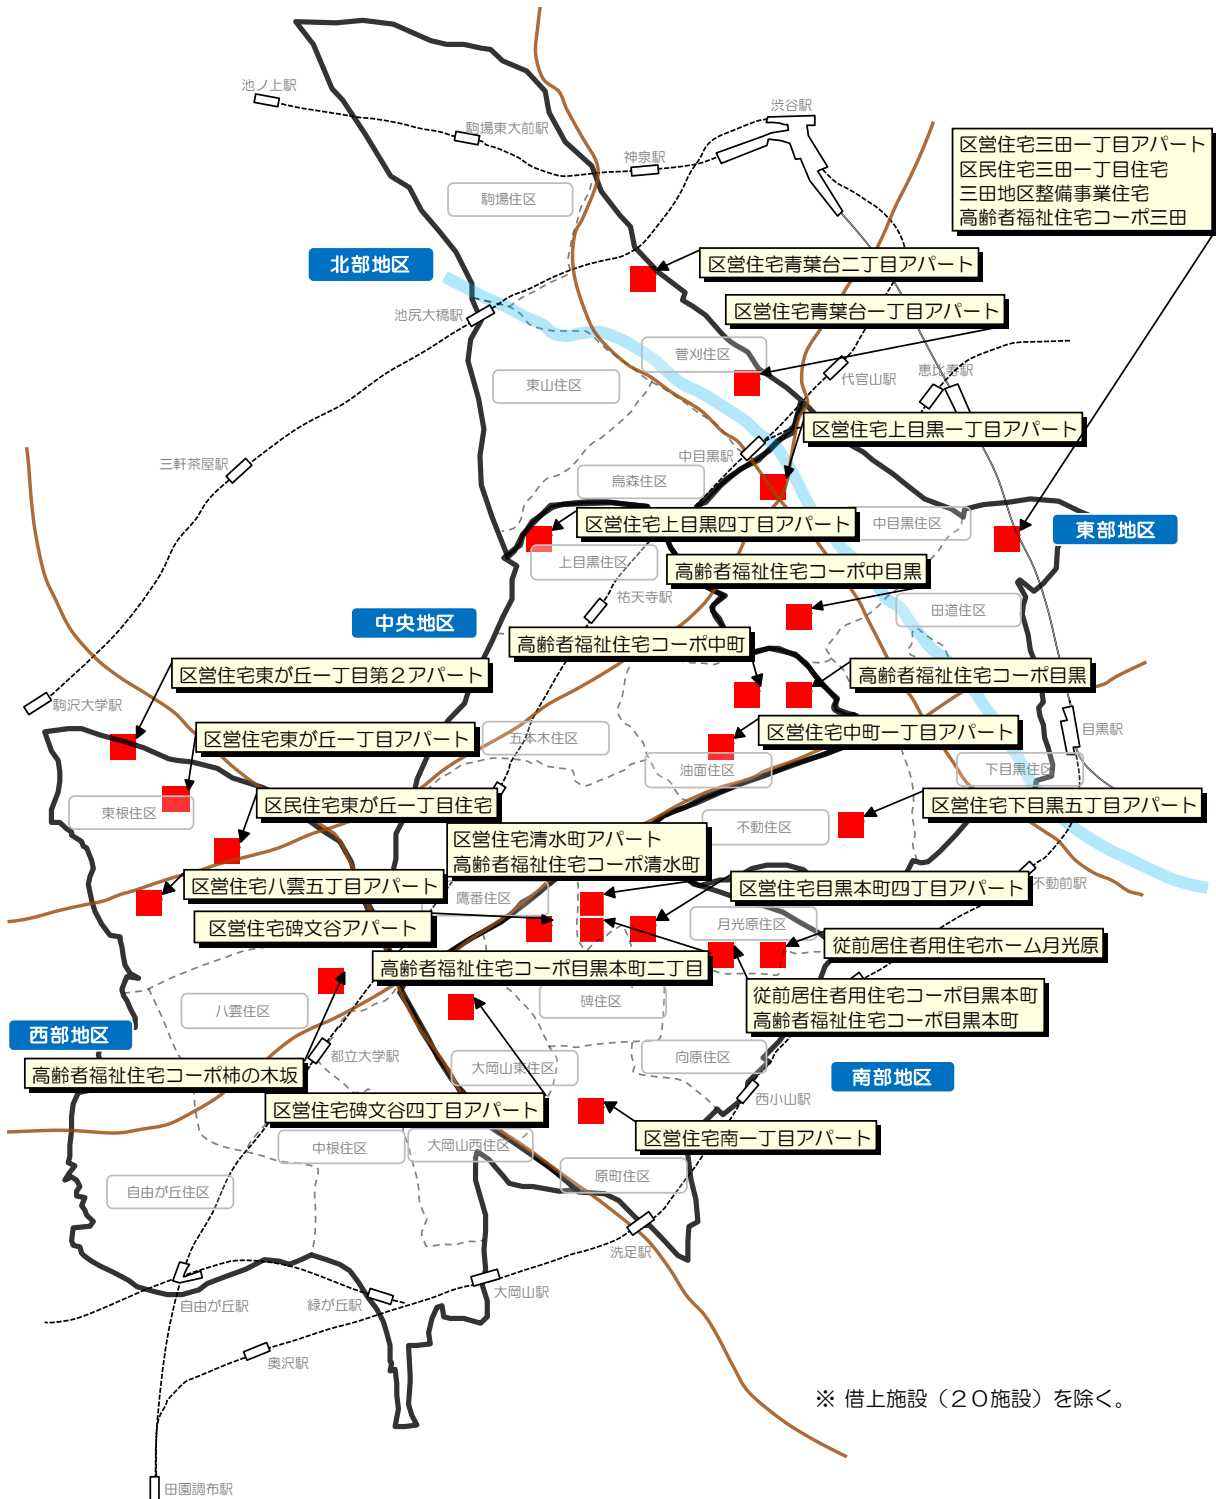 池ノ上駅
渋谷駅
駒場東大前駅
神泉駅
区営住宅三田一丁目アパート
区民住宅三田一丁目住宅
三田地区整備事業住宅
高齢者福祉住宅コーポ三田
駒場住区
北部地区
区営住宅青葉台二丁目アパート
区営住宅青葉台一丁目アパート
池尻大橋駅
菅刈住区
東山住区
代官山駅
恵比寿駅
区営住宅上目黒一丁目アパート
中目黒駅
三軒茶屋駅
烏森住区
区営住宅上目黒四丁目アパート
中目黒住区
東部地区
上目黒住区
高齢者福祉住宅コーポ中目黒
祐天寺駅
田道住区
中央地区
高齢者福祉住宅コーポ中町
区営住宅東が丘一丁目第2アパート
高齢者福祉住宅コーポ目黒
駒沢大学駅
区営住宅東が丘一丁目アパート
五本木住区
区営住宅中町一丁目アパート
目黒駅
油面住区
下目黒住区
東根住区
区民住宅東が丘一丁目住宅
区営住宅下目黒五丁目アパート
不動住区
区営住宅清水町アパート
高齢者福祉住宅コーポ清水町
区営住宅八雲五丁目アパート
鷹番住区
区営住宅目黒本町四丁目アパート
不動前駅
区営住宅碑文谷アパート
月光原住区
従前居住者用住宅ホーム月光原
高齢者福祉住宅コーポ目黒本町二丁目
八雲住区
碑住区
従前居住者用住宅コーポ目黒本町
高齢者福祉住宅コーポ目黒本町
西部地区
都立大学駅
向原住区
高齢者福祉住宅コーポ柿の木坂
大岡山東住区
南部地区
区営住宅碑文谷四丁目アパート
西小山駅
区営住宅南一丁目アパート
中根住区
大岡山西住区
自由が丘住区
原町住区
洗足駅
自由が丘駅
緑が丘駅
大岡山駅
奥沢駅
※ 借上施設（20施設）を除く。
田園調布駅